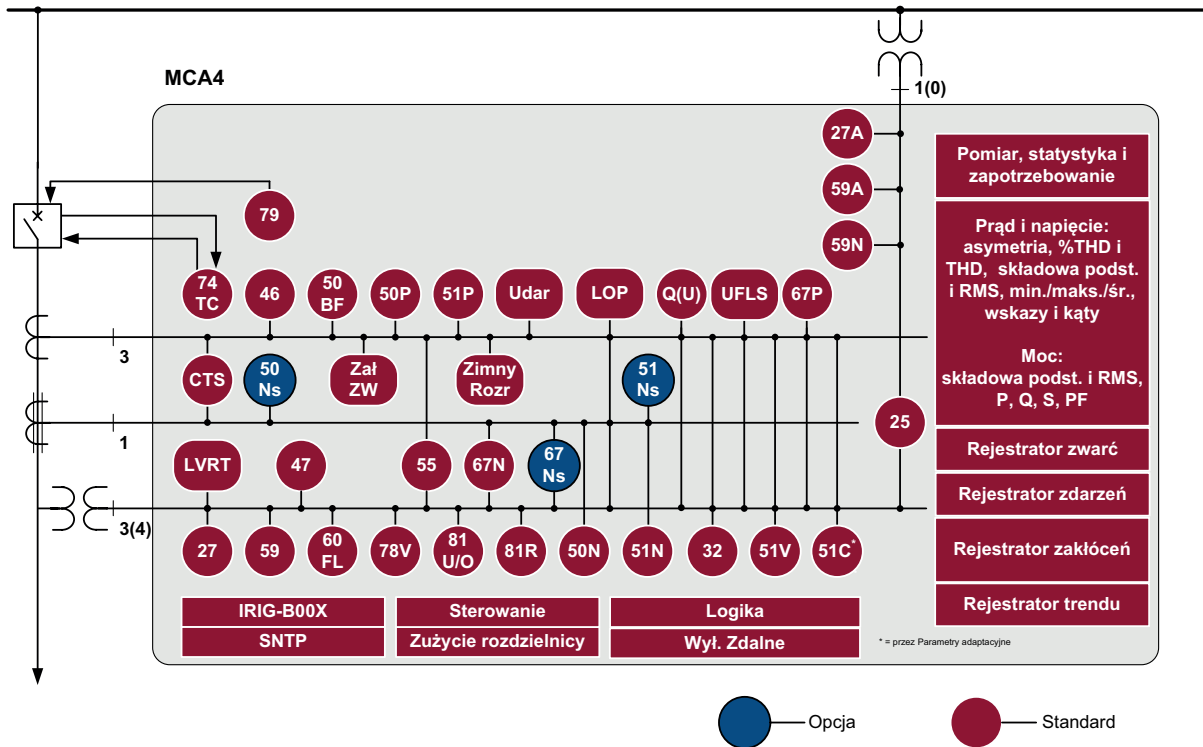 MCA4
1(0)
27A
59A
59N
79
74
TC
46
50
BF
50P
51P
Udar
LOP
Q(U)
UFLS
67P
3
CTS
50
Ns
Zał
ZW
Zimny
Rozr
51
Ns
25
1
LVRT
47
55
67N
67
Ns
3(4)
27
59
60
FL
78V
81
U/O
81R
50N
51N
32
51V
51C*
Pomiar, statystyka i
zapotrzebowanie
Prąd i napięcie:
asymetria, %THD i
THD, składowa podst.
i RMS, min./maks./śr.,
wskazy i kąty
Moc:
składowa podst. i RMS,
P, Q, S, PF
Rejestrator zwarć
Rejestrator zdarzeń
Rejestrator zakłóceń
Rejestrator trendu
IRIG-B00X
SNTP
Sterowanie
Zużycie rozdzielnicy
Logika
Wył. Zdalne
* = przez Parametry adaptacyjne
Opcja
Standard